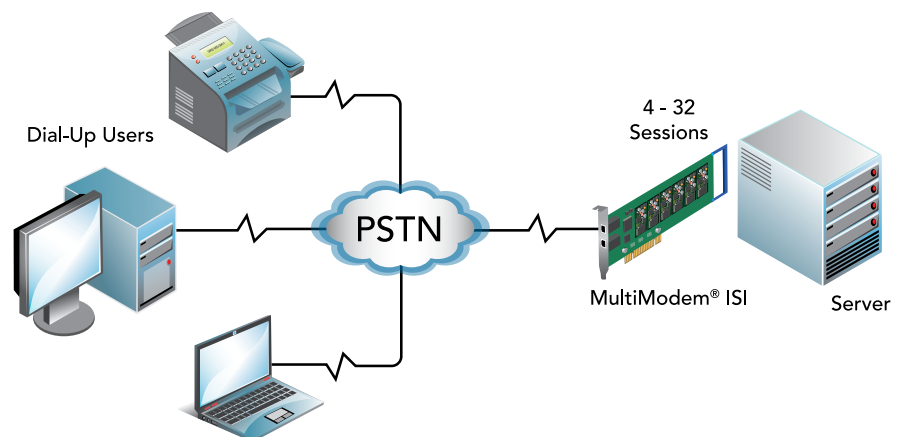 Dial-Up Users
PSTN
4 - 32
Sessions
MultiModem® ISI
Server